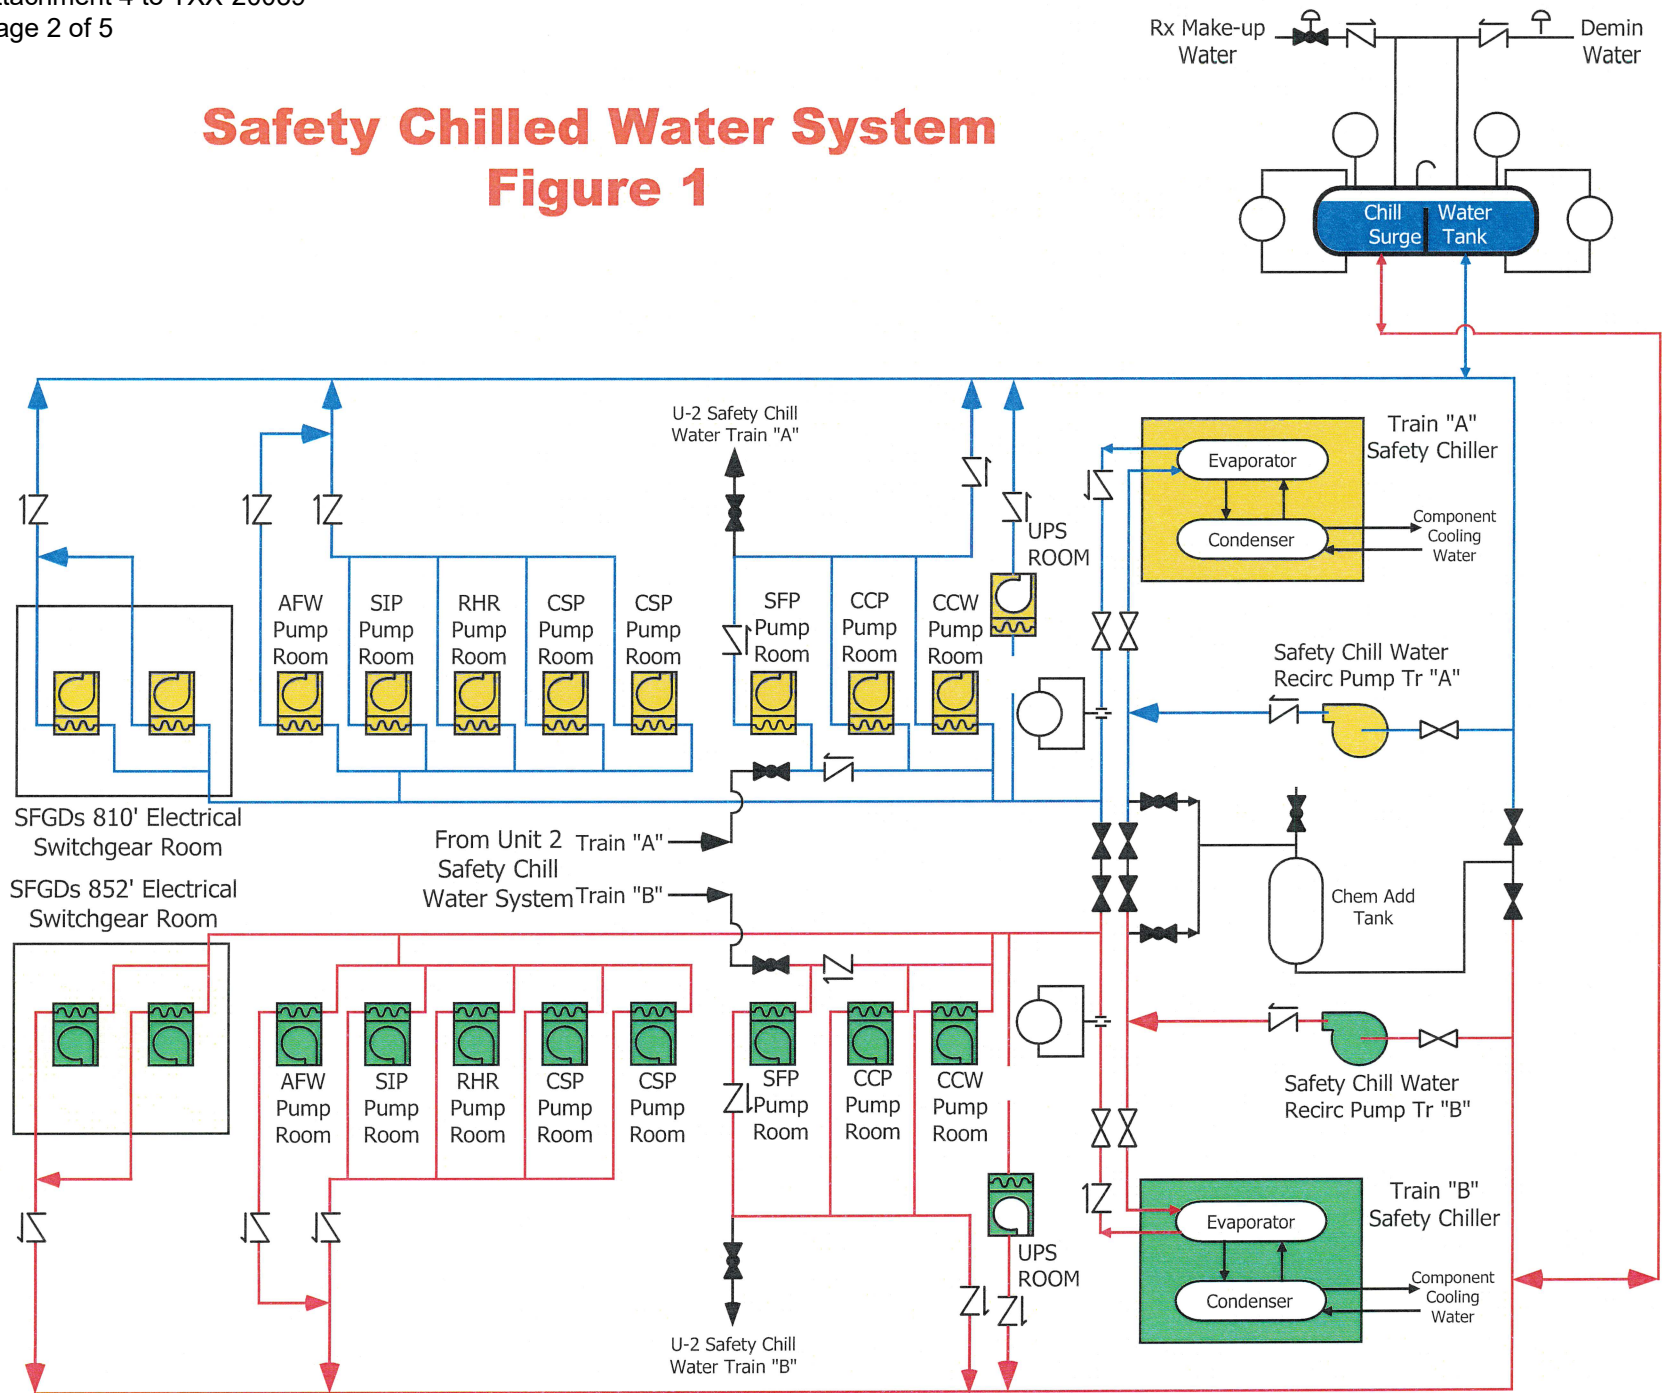 ttachment 4 to TXX-20089
age 2 of 5
Rx Make-up
Water
Demin
Water
Safety Chilled Water System
Figure 1
Chill Water
Surge Tank
U-2 Safety Chill
Water Train "A"
Train "A"
Safety Chiller
Evaporator
Condenser
Component
Cooling
Water
UPS
ROOM
AFW
Pump
Room
SIP
Pump
Room
RHR
Pump
Room
CSP
Pump
Room
CSP
Pump
Room
SFP
Pump
Room
CCP
Pump
Room
CCW
Pump
Room
Safety Chill Water
Recirc Pump Tr "A"
SFGDs 810' Electrical
Switchgear Room
From Unit 2
Safety Chill
Water System
Train "A"
Train "B"
SFGDs 852' Electrical
Switchgear Room
Chem Add
Tank
AFW
Pump
Room
SIP
Pump
Room
RHR
Pump
Room
CSP
Pump
Room
CSP
Pump
Room
SFP
Pump
Room
CCP
Pump
Room
CCW
Pump
Room
Safety Chill Water
Recirc Pump Tr "B"
Train "B"
Safety Chiller
Evaporator
Condenser
Component
Cooling
Water
UPS
ROOM
U-2 Safety Chill
Water Train "B"